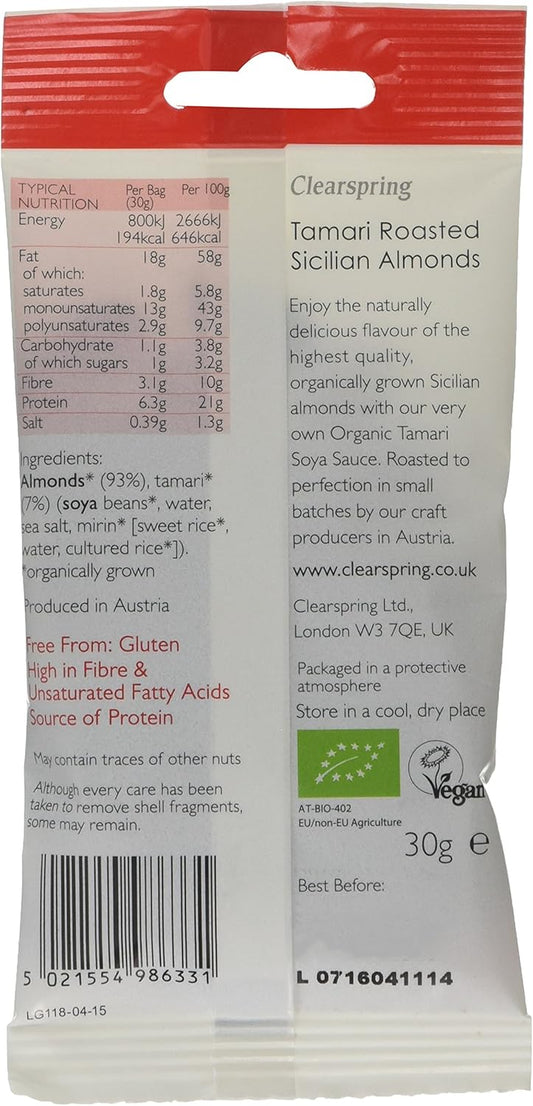 TYPICAL NUTRITION Per Bag (30g) Per 100g
Energy 800kJ 2666kJ
194kcal 646kcal
Fat 18g 58g
of which:
saturates 1.8g 5.8g
monounsaturates 13g 43g
polyunsaturates 2.9g 9.7g
Carbohydrate 1.1g 3.8g
of which sugars 1g 3.2g
Fibre 3.1g 10g
Protein 6.3g 21g
Salt 0.39g 1.3g
Ingredients:
Almonds* (93%), tamari*
(7%) (soya beans*, water,
sea salt, mirin* [sweet rice*,
water, cultured rice*]).
*organically grown
Produced in Austria
Free From: Gluten
High in Fibre &
Unsaturated Fatty Acids
Source of Protein
May contain traces of other nuts
Although every care has been
taken to remove shell fragments,
some may remain.
5 021554 986331
LG118-04-15
Clearspring
Tamari Roasted
Sicilian Almonds
Enjoy the naturally
delicious flavour of the
highest quality,
organically grown Sicilian
almonds with our very
own Organic Tamari
Soya Sauce. Roasted to
perfection in small
batches by our craft
producers in Austria.
www.clearspring.co.uk
Clearspring Ltd.,
London W3 7QE, UK
Packaged in a protective
atmosphere
Store in a cool, dry place
Vegan
AT-BIO-402
EU/non-EU Agriculture
30g e
Best Before:
L 0716041114